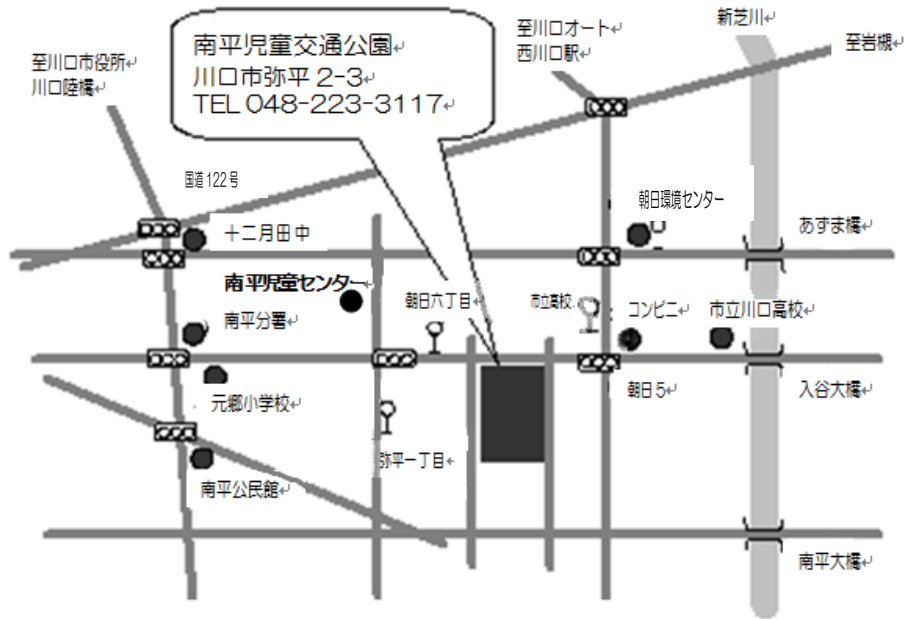 新芝川
至川口オート
西川口駅
至岩槻
至川口市役所
川口陸橋
南平児童交通公園
川口市弥平2-3
TEL 048-223-3117
国道122号
朝日環境センター
十二月田中
あずま橋
南平児童センター
朝日六丁目
市立高校
コンビニ
市立川口高校
南平分署
元郷小学校
朝日5
入谷大橋
弥平一丁目
南平公民館
南平大橋